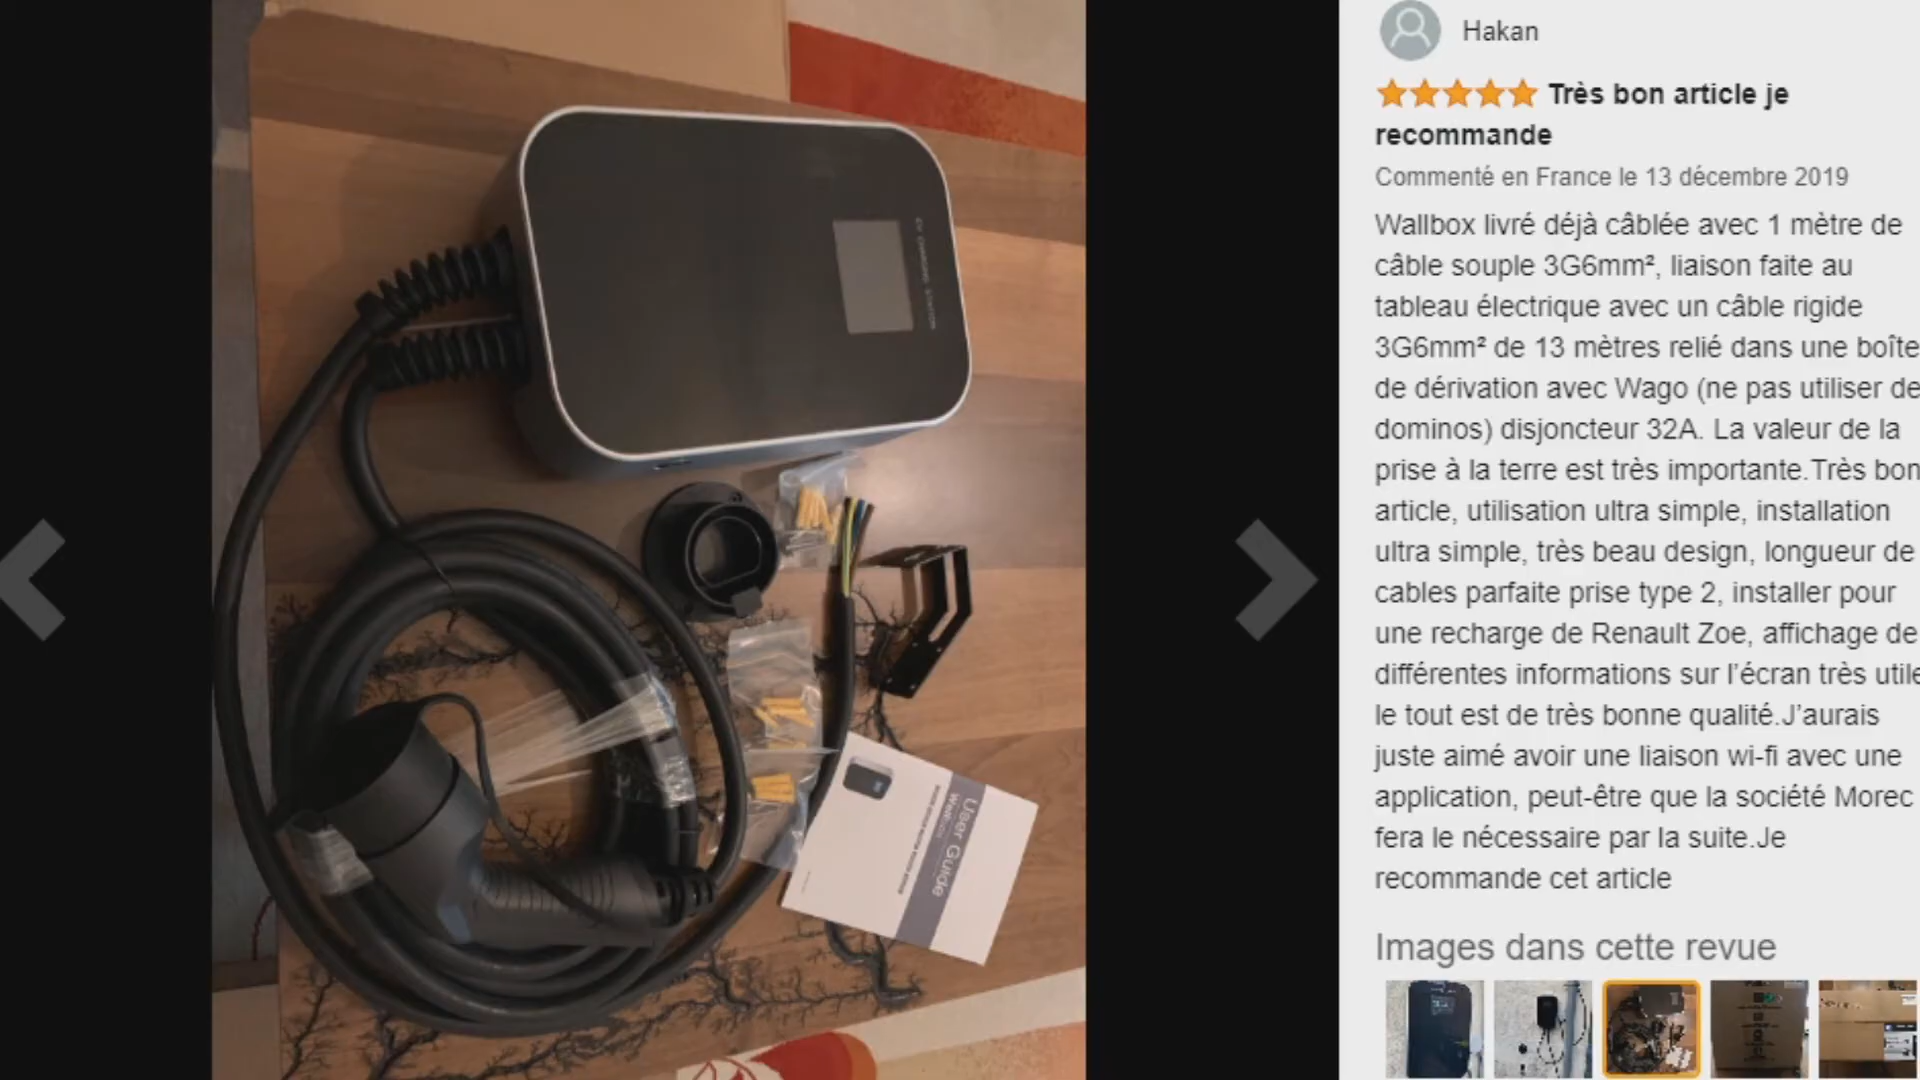 Hakan
Très bon article je
recommande
Commenté en France le 13 décembre 2019
Wallbox livré déjà câblée avec 1 mètre de
câble souple 3G6mm², liaison faite au
tableau électrique avec un câble rigide
3G6mm² de 13 mètres relié dans une boîte
de dérivation avec Wago (ne pas utiliser de
dominos) disjoncteur 32A. La valeur de la
prise à la terre est très importante.Très bon
article, utilisation ultra simple, installation
ultra simple, très beau design, longueur de
cables parfaite prise type 2, installer pour
une recharge de Renault Zoe, affichage de
différentes informations sur l’écran très utile
le tout est de très bonne qualité.J’aurais
juste aimé avoir une liaison wi-fi avec une
application, peut-être que la société Morec
fera le nécessaire par la suite.Je
recommande cet article
Images dans cette revue
EV CHARGING STATION
User Guide